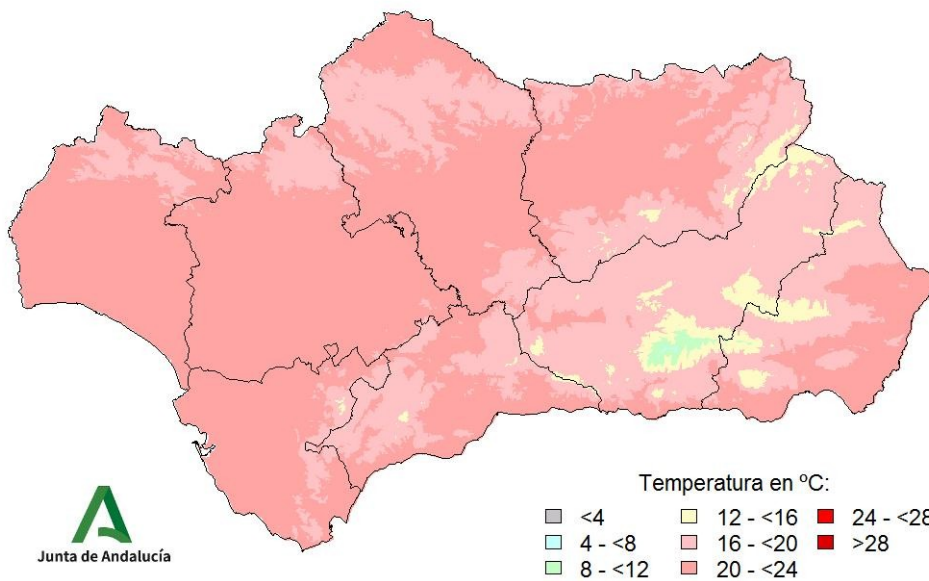 Temperatura en ºC:
<4
12 - <16
24 - <28
4 - <8
16 - <20
>28
8 - <12
20 - <24
Junta de Andalucía